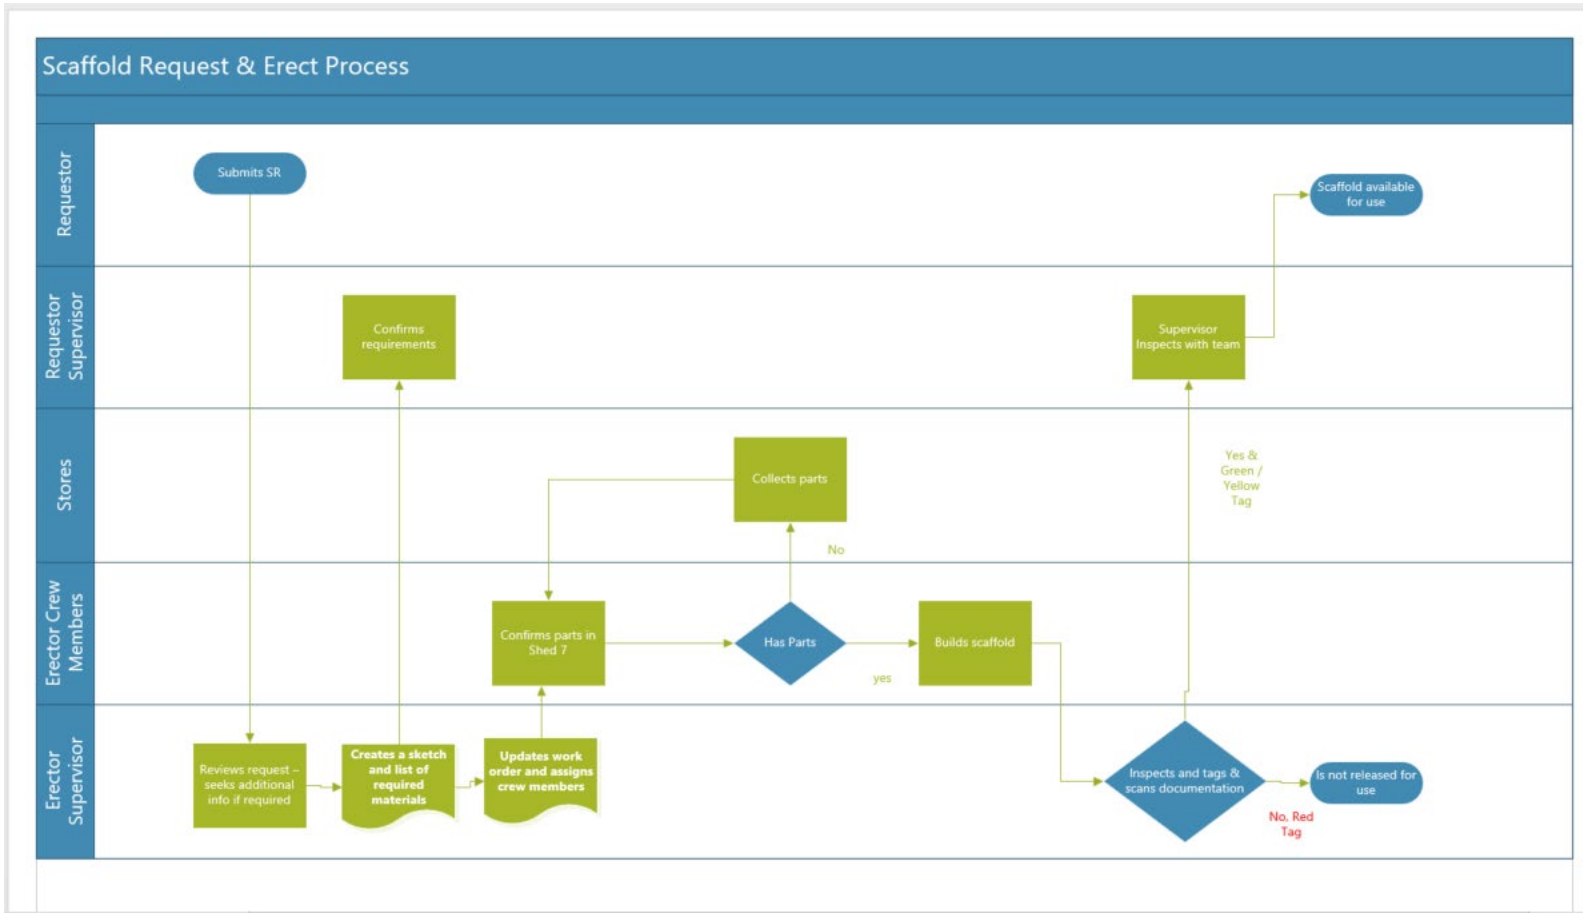 Scaffold Request & Erect Process
Requestor
Submits SR
Scaffold available
for use
Requestor
Supervisor
Confirms
requirements
Supervisor
Inspects with team
Stores
Collects parts
Yes &
Green /
Yellow
Tag
No
Erector Crew
Members
Confirms parts in
Shed 7
Has Parts
yes
Builds scaffold
Erector
Supervisor
Reviews request –
seeks additional
info if required
Creates a sketch
and list of
required
materials
Updates work
order and assigns
crew members
Inspects and tags &
scans documentation
Is not released for
use
No, Red
Tag